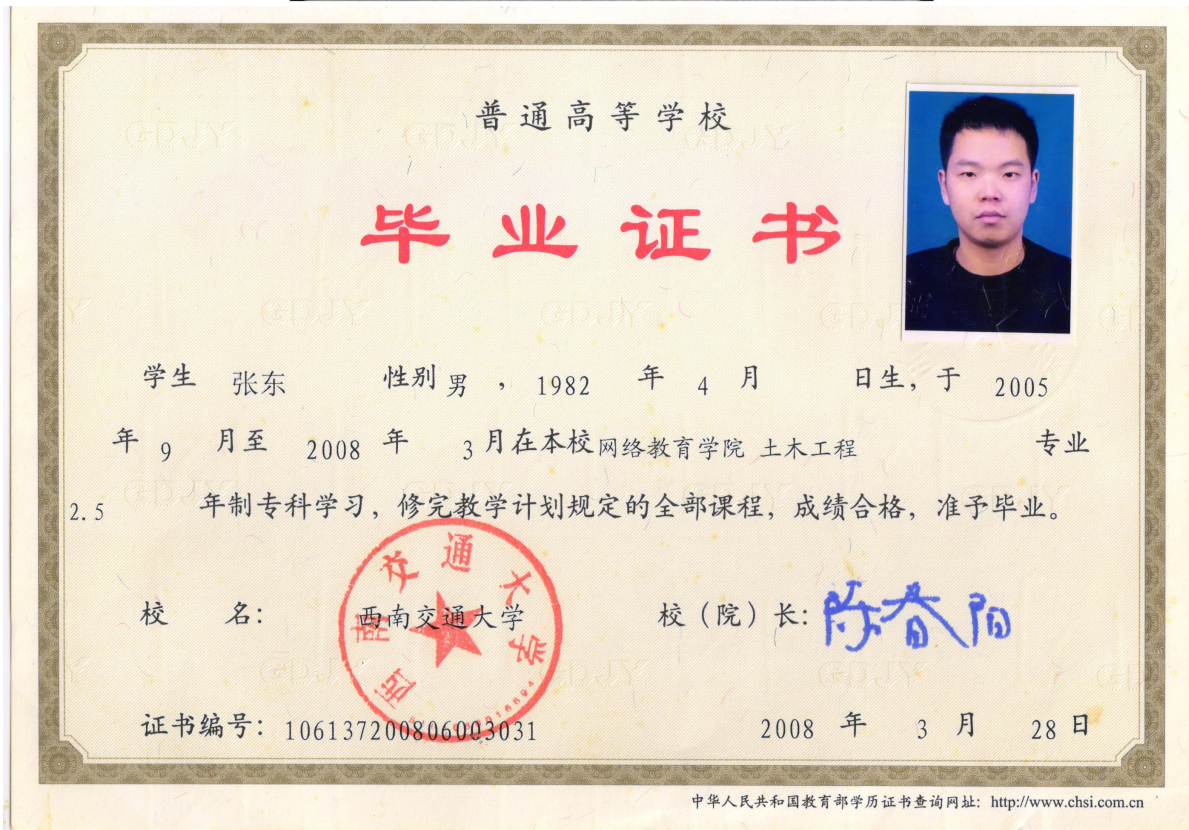 普通高等学校
毕业证书
学生 张东 性别 男 ， 1982 年 4 月 日生，于 2005
年 9 月至 2008 年 3 月在本校 网络教育学院 土木工程 专业
2.5 年制专科学习，修完教学计划规定的全部课程，成绩合格，准予毕业。
校 名： 西南交通大学 校（院）长： 陈春阳
西南交通大学
证书编号： 106137200806003031 2008 年 3 月 28 日
中华人民共和国教育部学历证书查询网址：http://www.chsi.com.cn